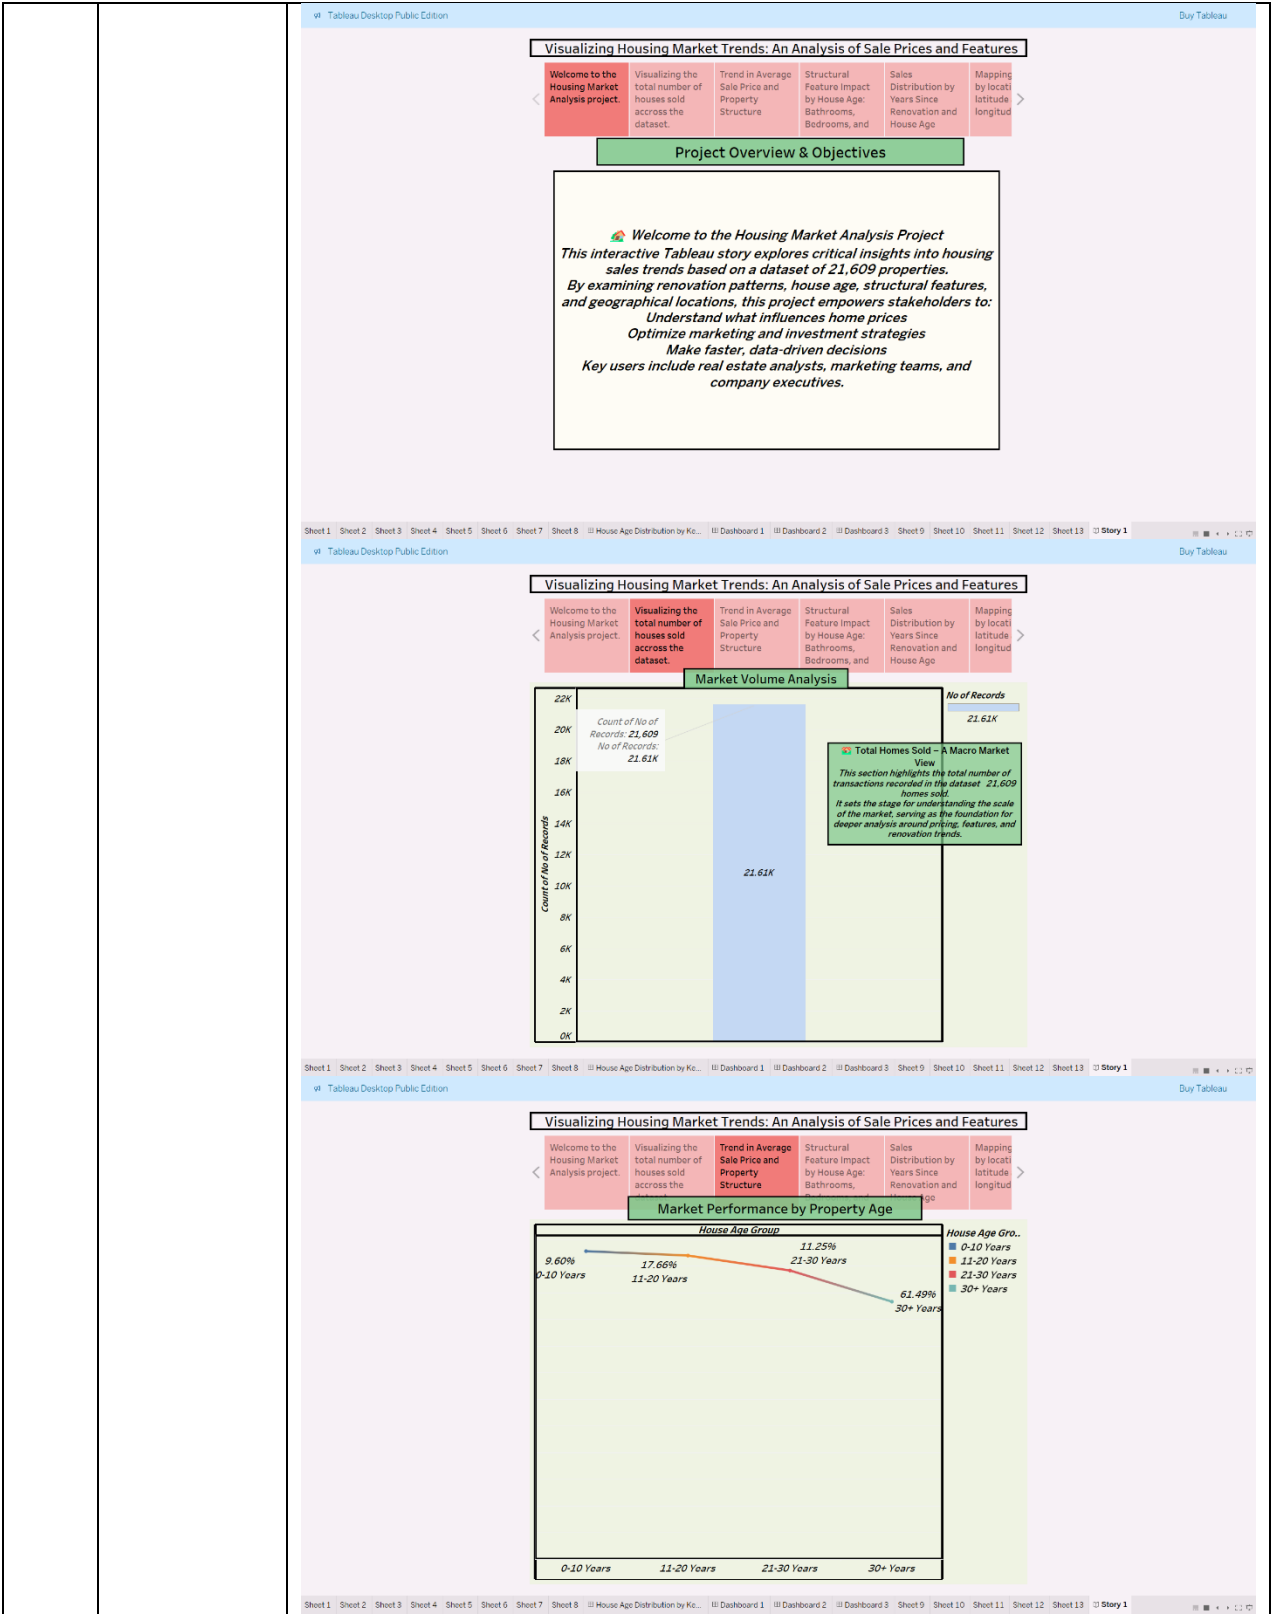 Tableau Desktop Public Edition
Buy Tableau
Visualizing Housing Market Trends: An Analysis of Sale Prices and Features
Welcome to the
Housing Market
Analysis project.
Visualizing the
total number of
houses sold
accross the
dataset.
Trend in Average
Sale Price and
Property
Structure
Structural
Feature Impact
by House Age:
Bathrooms,
Bedrooms, and
Sales
Distribution by
Years Since
Renovation and
House Age
Mapping
by locati
latitude
longitud
Project Overview & Objectives
Welcome to the Housing Market Analysis Project
This interactive Tableau story explores critical insights into housing
sales trends based on a dataset of 21,609 properties.
By examining renovation patterns, house age, structural features,
and geographical locations, this project empowers stakeholders to:
Understand what influences home prices
Optimize marketing and investment strategies
Make faster, data-driven decisions
Key users include real estate analysts, marketing teams, and
company executives.
Sheet 1 Sheet 2 Sheet 3 Sheet 4 Sheet 5 Sheet 6 Sheet 7 Sheet 8 House Age Distribution by Ke... Dashboard 1 Dashboard 2 Dashboard 3 Sheet 9 Sheet 10 Sheet 11 Sheet 12 Sheet 13 Story 1
Tableau Desktop Public Edition
Buy Tableau
Visualizing Housing Market Trends: An Analysis of Sale Prices and Features
Welcome to the
Housing Market
Analysis project.
Visualizing the
total number of
houses sold
accross the
dataset.
Trend in Average
Sale Price and
Property
Structure
Structural
Feature Impact
by House Age:
Bathrooms,
Bedrooms, and
Sales
Distribution by
Years Since
Renovation and
House Age
Mapping
by locati
latitude
longitud
Market Volume Analysis
Count of No of Records
22K
20K
18K
16K
14K
12K
10K
8K
6K
4K
2K
0K
Count of No of
Records: 21,609
No of Records:
21.61K
21.61K
No of Records
21.61K
Total Homes Sold – A Macro Market
View
This section highlights the total number of
transactions recorded in the dataset 21,609
homes sold.
It sets the stage for understanding the scale
of the market, serving as the foundation for
deeper analysis around pricing, features, and
renovation trends.
Sheet 1 Sheet 2 Sheet 3 Sheet 4 Sheet 5 Sheet 6 Sheet 7 Sheet 8 House Age Distribution by Ke... Dashboard 1 Dashboard 2 Dashboard 3 Sheet 9 Sheet 10 Sheet 11 Sheet 12 Sheet 13 Story 1
Tableau Desktop Public Edition
Buy Tableau
Visualizing Housing Market Trends: An Analysis of Sale Prices and Features
Welcome to the
Housing Market
Analysis project.
Visualizing the
total number of
houses sold
accross the
Trend in Average
Sale Price and
Property
Structure
Structural
Feature Impact
by House Age:
Bathrooms,
Sales
Distribution by
Years Since
Renovation and
Mapping
by locati
latitude
longitud
Market Performance by Property Age
House Age Group
9.60%
0-10 Years
17.66%
11-20 Years
11.25%
21-30 Years
61.49%
30+ Years
0-10 Years
11-20 Years
21-30 Years
30+ Years
House Age Gro..
0-10 Years
11-20 Years
21-30 Years
30+ Years
Sheet 1 Sheet 2 Sheet 3 Sheet 4 Sheet 5 Sheet 6 Sheet 7 Sheet 8 House Age Distribution by Ke... Dashboard 1 Dashboard 2 Dashboard 3 Sheet 9 Sheet 10 Sheet 11 Sheet 12 Sheet 13 Story 1